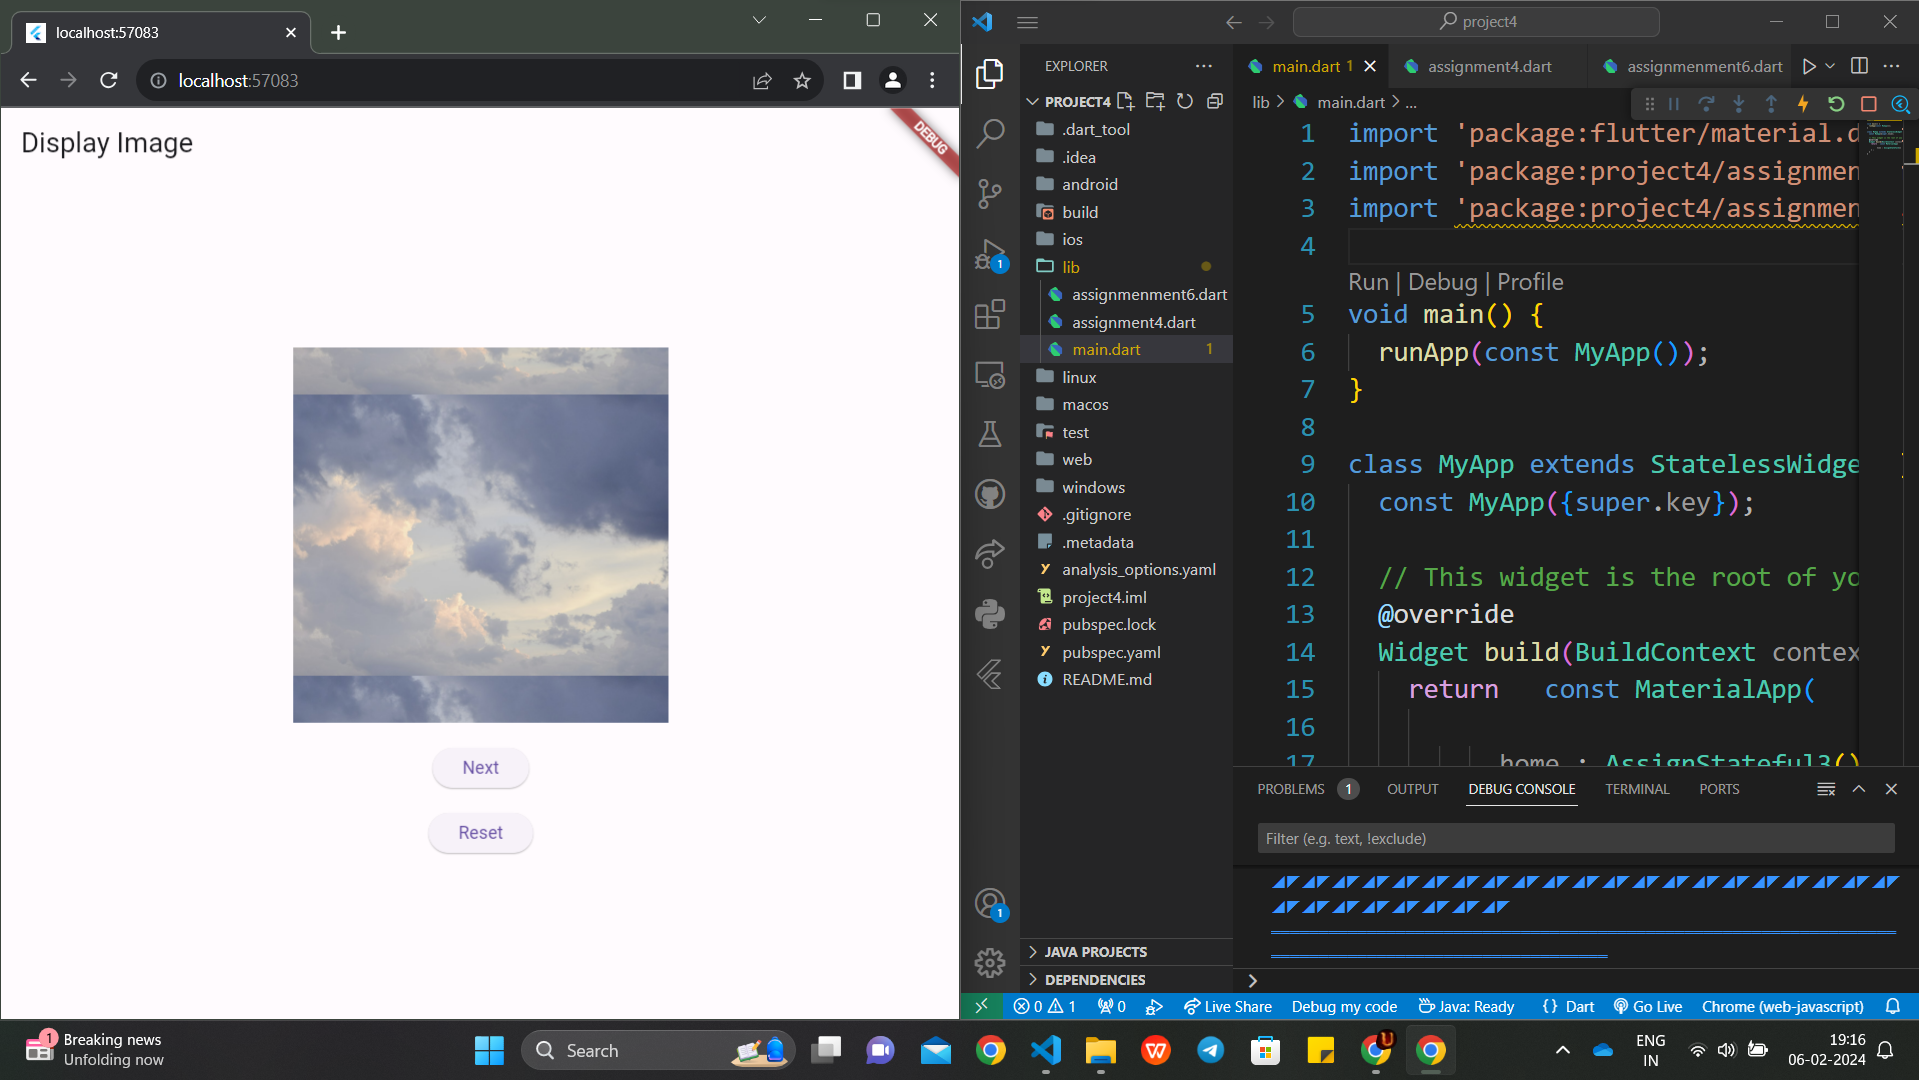 localhost:57083
localhost:57083
Display Image
DEBUG
Next
Reset
project4
EXPLORER
main.dart 1
assignment4.dart
assignmenment6.dart
PROJECT4
lib > main.dart > ...
.dart_tool
.idea
android
build
ios
lib
assignmenment6.dart
assignment4.dart
main.dart 1
linux
macos
test
web
windows
.gitignore
.metadata
analysis_options.yaml
project4.iml
pubspec.lock
pubspec.yaml
README.md
JAVA PROJECTS
DEPENDENCIES
1
1
1 import 'package:flutter/material.d
2 import 'package:project4/assignmen
3 import 'package:project4/assignmen
4
Run | Debug | Profile
5 void main() {
6 runApp(const MyApp());
7 }
8
9 class MyApp extends StatelessWidge
10 const MyApp({super.key});
11
12 // This widget is the root of yo
13 @override
14 Widget build(BuildContext contex
15 return const MaterialApp(
16
17 home : AssignStateful3()
PROBLEMS 1 OUTPUT DEBUG CONSOLE TERMINAL PORTS
Filter (e.g. text, !exclude)
0 1 0 Live Share Debug my code Java: Ready {} Dart Go Live Chrome (web-javascript)
1 Breaking news
Unfolding now
Search
ENG
IN
19:16
06-02-2024